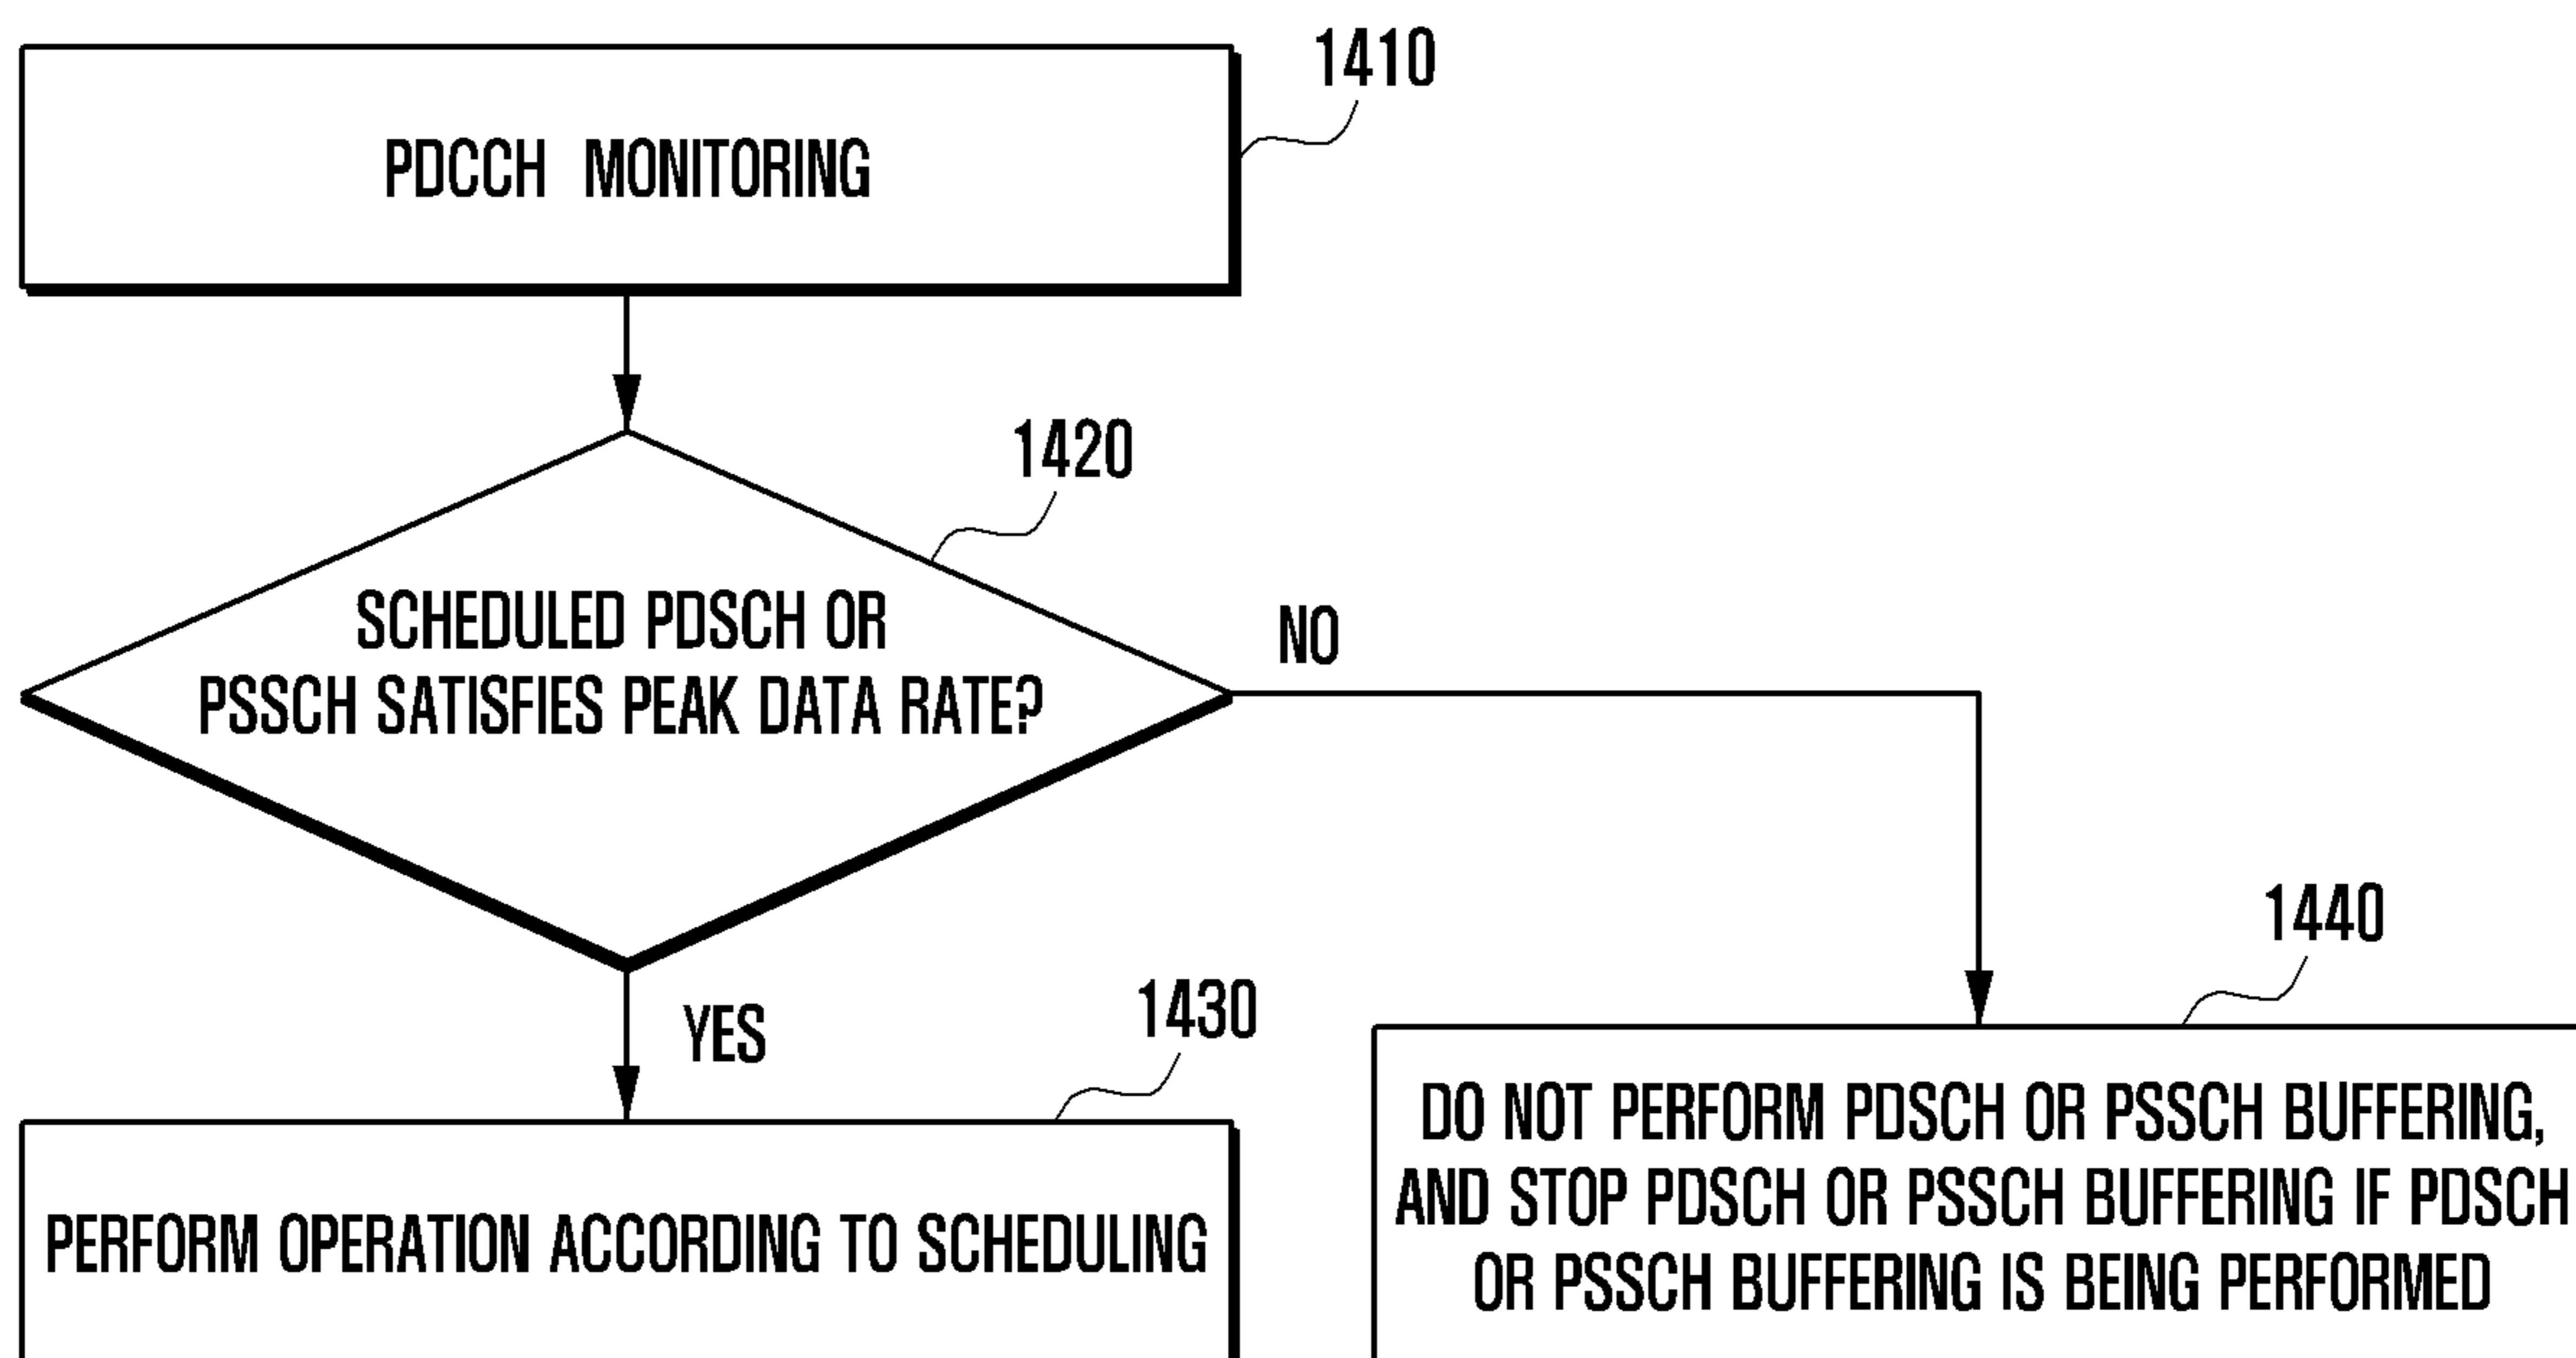 1410
PDCCH MONITORING
1420
SCHEDULED PDSCH OR
PSSCH SATISFIES PEAK DATA RATE?
NO
YES
1430
PERFORM OPERATION ACCORDING TO SCHEDULING
1440
DO NOT PERFORM PDSCH OR PSSCH BUFFERING,
AND STOP PDSCH OR PSSCH BUFFERING IF PDSCH
OR PSSCH BUFFERING IS BEING PERFORMED